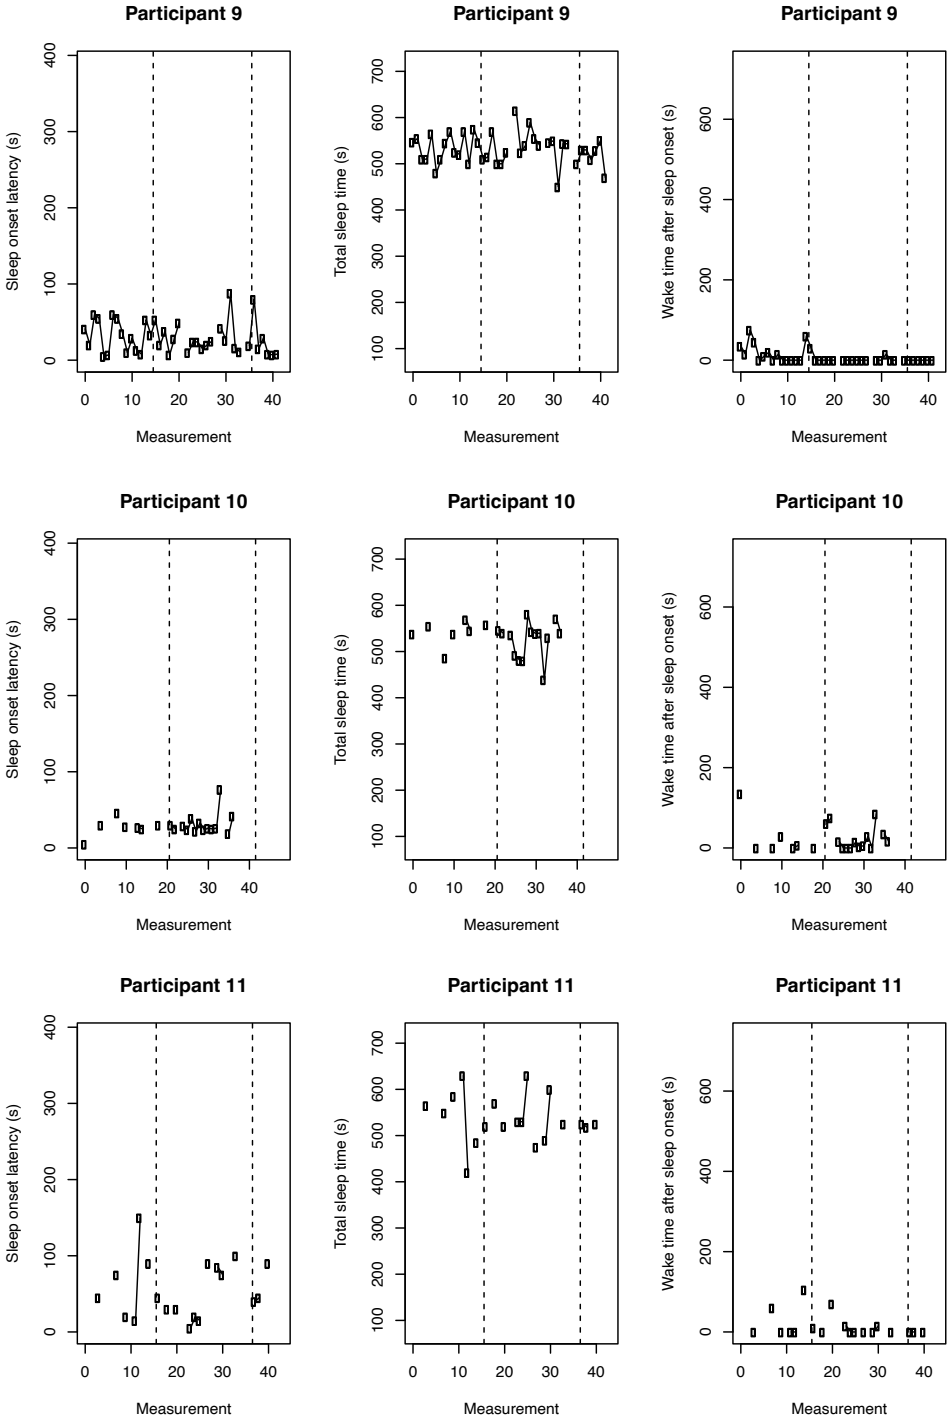 Participant 9 Participant 9 Participant 9
Sleep onset latency (s)
0 100 200 300 400
0 10 20 30 40
Measurement
Total sleep time (s)
100 200 300 400 500 600 700
0 10 20 30 40
Measurement
Wake time after sleep onset (s)
0 200 400 600
0 10 20 30 40
Measurement
Participant 10 Participant 10 Participant 10
Sleep onset latency (s)
0 100 200 300 400
0 10 20 30 40
Measurement
Total sleep time (s)
100 200 300 400 500 600 700
0 10 20 30 40
Measurement
Wake time after sleep onset (s)
0 200 400 600
0 10 20 30 40
Measurement
Participant 11 Participant 11 Participant 11
Sleep onset latency (s)
0 100 200 300 400
0 10 20 30 40
Measurement
Total sleep time (s)
100 200 300 400 500 600 700
0 10 20 30 40
Measurement
Wake time after sleep onset (s)
0 200 400 600
0 10 20 30 40
Measurement